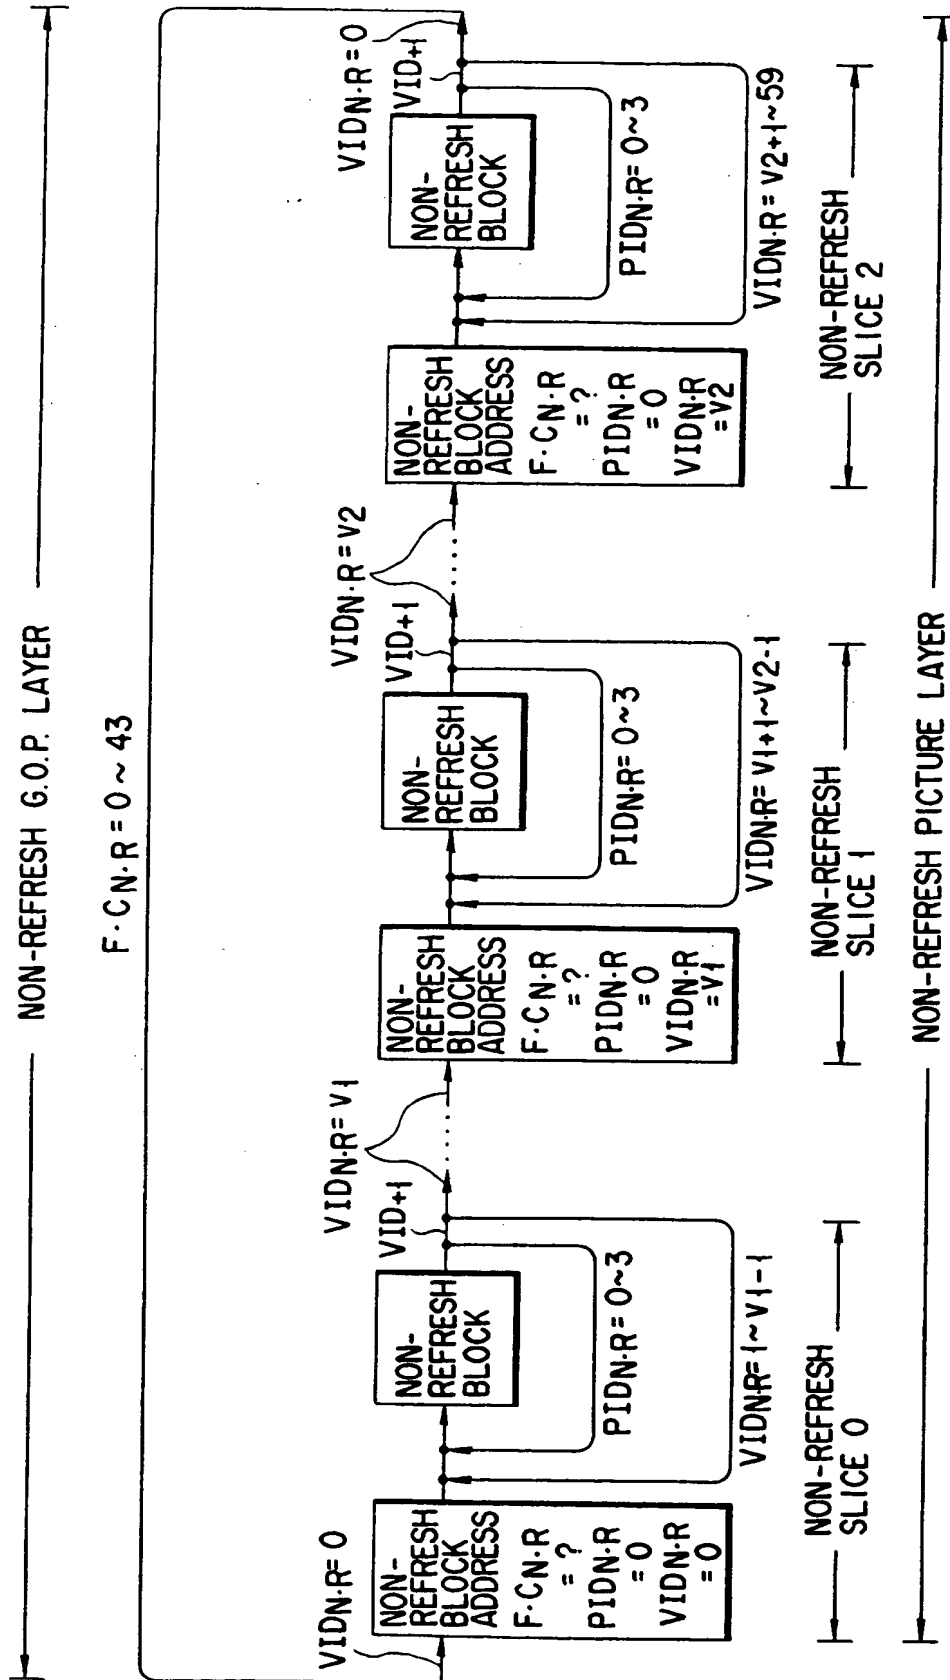 NON-REFRESH G.O.P. LAYER
F·CN·R = 0 ~ 43
VIDN·R = 0
NON-
REFRESH
BLOCK
ADDRESS
F·CN·R
= ?
PIDN·R
= 0
VIDN·R
= 0
NON-
REFRESH
BLOCK
VID+1
PIDN·R = 0~3
VIDN·R = 1~V1-1
NON-REFRESH
SLICE 0
VIDN·R = V1
NON-
REFRESH
BLOCK
ADDRESS
F·CN·R
= ?
PIDN·R
= 0
VIDN·R
= V1
NON-
REFRESH
BLOCK
VID+1
PIDN·R = 0~3
VIDN·R = V1+1~V2-1
NON-REFRESH
SLICE 1
VIDN·R = V2
NON-
REFRESH
BLOCK
ADDRESS
F·CN·R
= ?
PIDN·R
= 0
VIDN·R
= V2
NON-
REFRESH
BLOCK
VID+1
VIDN·R = 0
PIDN·R = 0~3
VIDN·R = V2+1~59
NON-REFRESH
SLICE 2
NON-REFRESH PICTURE LAYER